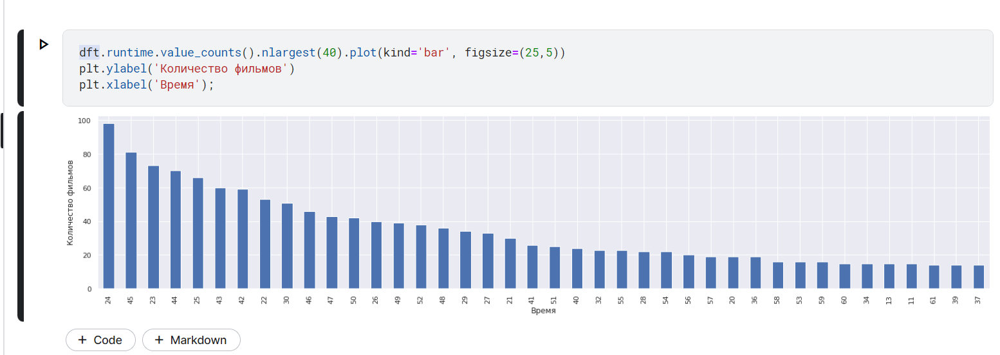 dft.runtime.value_counts().nlargest(40).plot(kind='bar', figsize=(25,5))
plt.ylabel('Количество фильмов')
plt.xlabel('Время');
100
80
60
40
20
0
Количество фильмов
24 45 23 44 25 43 42 22 30 46 47 50 26 49 52 48 29 27 21 41 51 40 32 55 28 54 56 57 20 36 58 53 59 60 34 13 11 61 39 37
Время
+ Code + Markdown